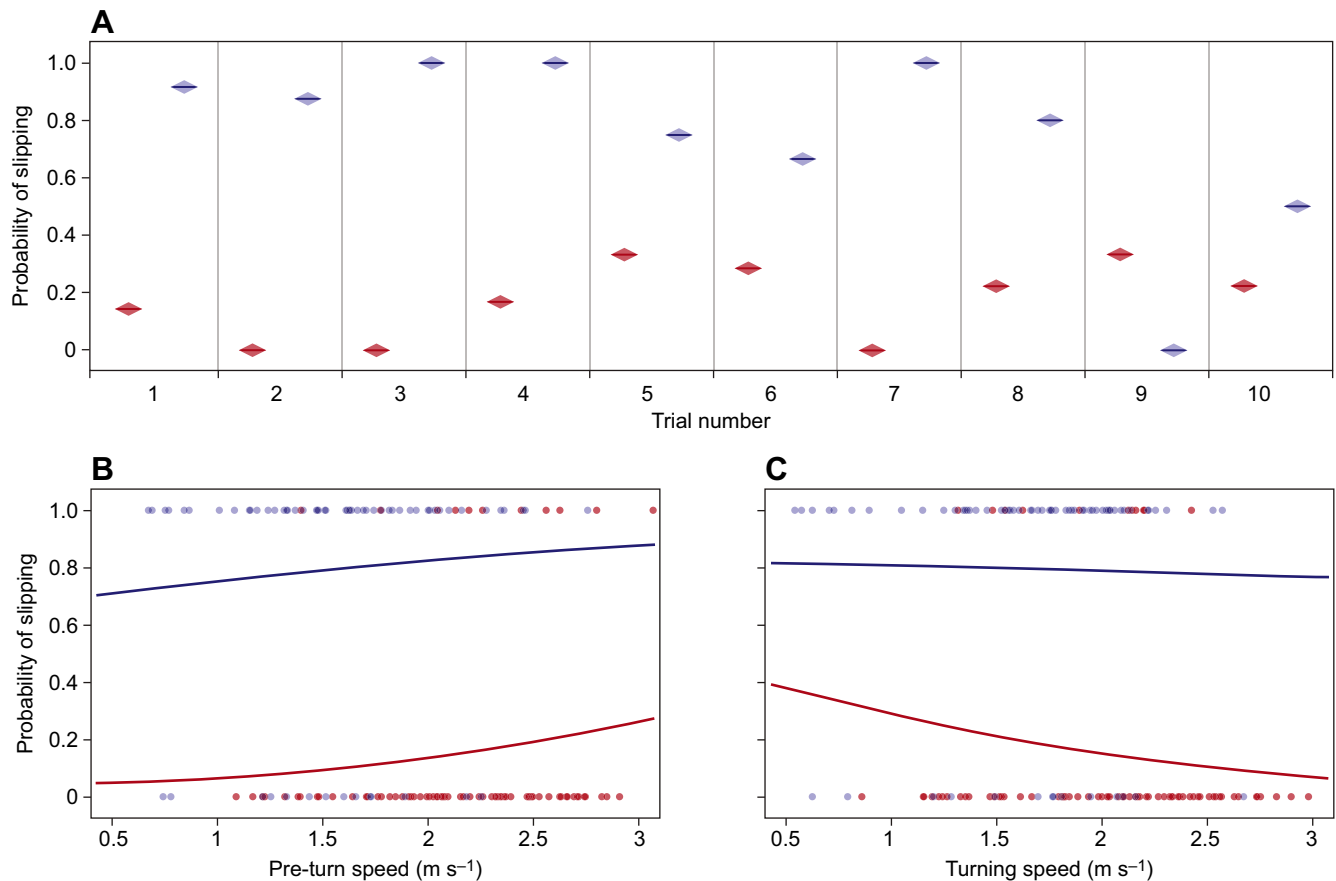 A
Probability of slipping
1.0
0.8
0.6
0.4
0.2
0
1 2 3 4 5 6 7 8 9 10
Trial number
B
Probability of slipping
1.0
0.8
0.6
0.4
0.2
0
0.5 1 1.5 2 2.5 3
Pre-turn speed (m s–1)
C
0.5 1 1.5 2 2.5 3
Turning speed (m s–1)